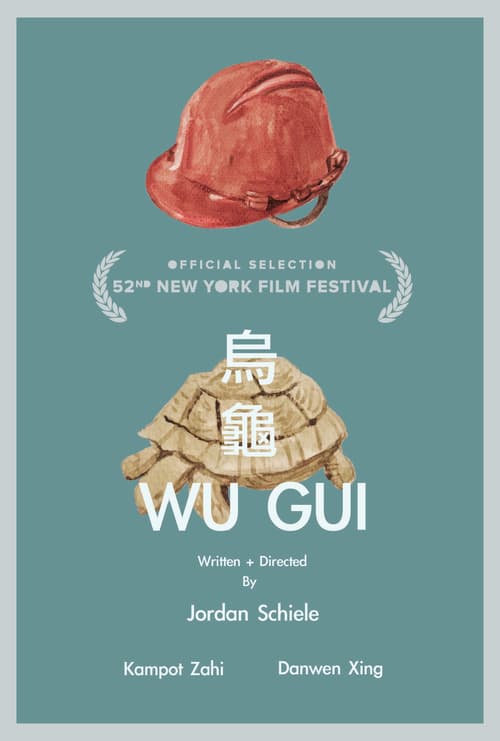 OFFICIAL SELECTION
52ND NEW YORK FILM FESTIVAL
烏
龜
WU GUI
Written + Directed
By
Jordan Schiele
Kampot Zahi Danwen Xing